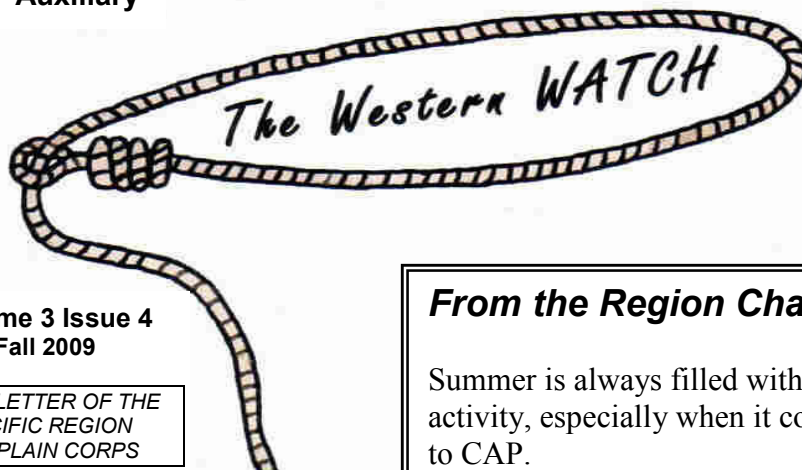 Auxiliary
The Western WATCH
me 3 Issue 4
Fall 2009
LETTER OF THE
CIFIC REGION
PLAIN CORPS
From the Region Cha
Summer is always filled with
activity, especially when it co
to CAP.